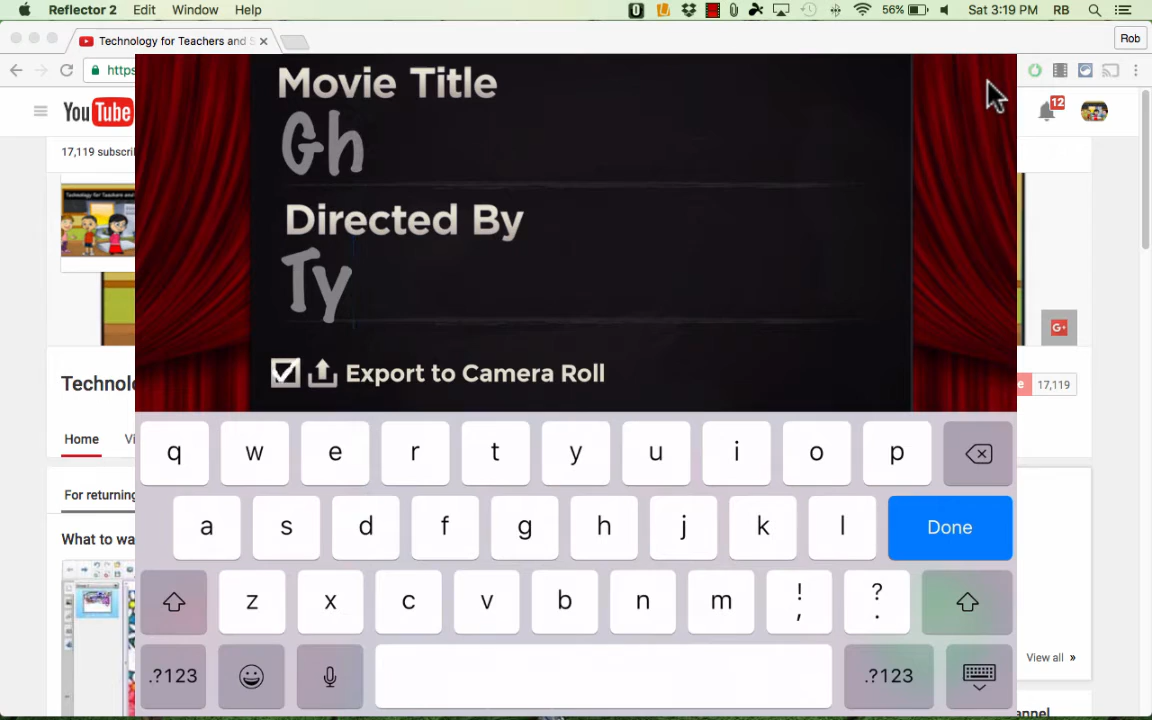 Reflector 2 Edit Window Help 56% Sat 3:19 PM RB
Technology for Teachers and S
Rob
https
YouTube
12
17,119 subscri
Movie Title
Gh
Directed By
Ty
Export to Camera Roll
G+
Technol
17,119
Home
For returning
What to wa
View all »
q w e r t y u i o p
a s d f g h j k l Done
z x c v b n m ! , ? .
.?123 .?123